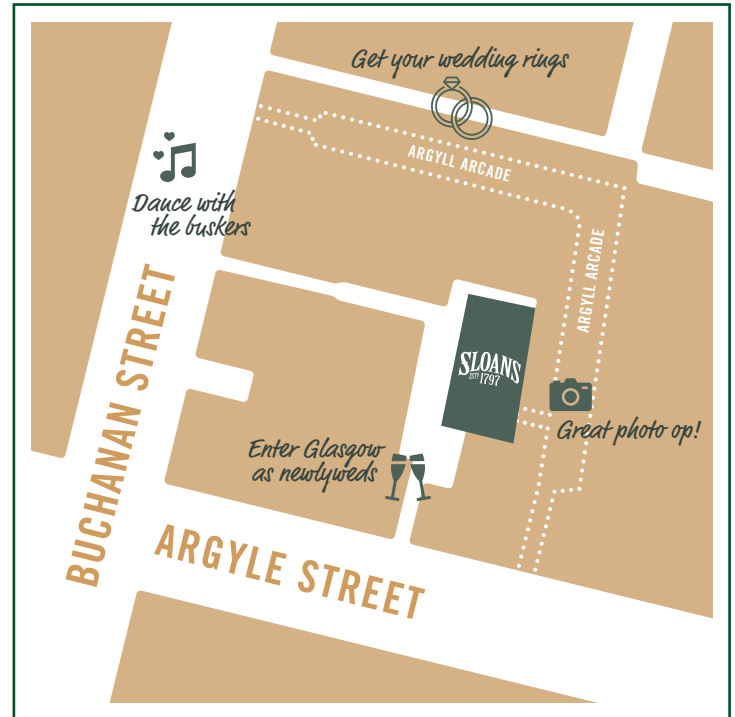 Get your wedding rings
ARGYLL ARCADE
Dance with
the buskers
ARGYLL ARCADE
BUCHANAN STREET
SLOANS
ESTD 1797
Great photo op!
Enter Glasgow
as newlyweds
ARGYLE STREET